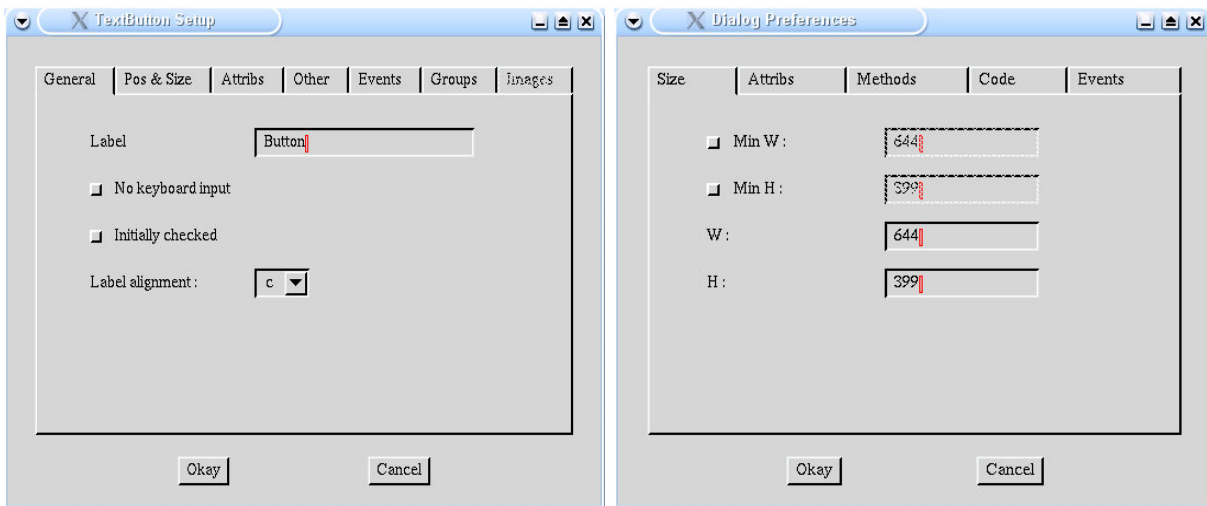 TextButton Setup
General Pos & Size Attribs Other Events Groups Images
Label Button
No keyboard input
Initially checked
Label alignment : c
Okay Cancel
Dialog Preferences
Size Attribs Methods Code Events
Min W : 644
Min H : 399
W : 644
H : 399
Okay Cancel